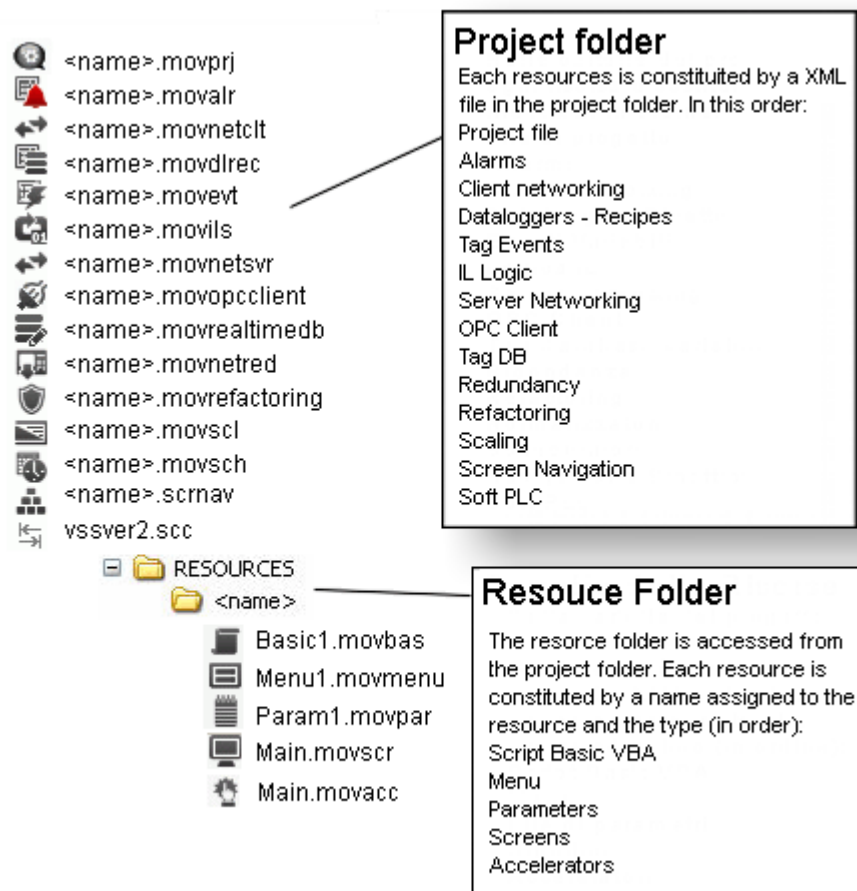 <name>.movprj
<name>.movalr
<name>.movnetclt
<name>.movdlrec
<name>.movevt
<name>.movils
<name>.movnetsvr
<name>.movopcclient
<name>.movrealtimedb
<name>.movnetred
<name>.movrefactoring
<name>.movscl
<name>.movsch
<name>.scrnav
vssver2.scc
Project folder
Each resources is constituited by a XML
file in the project folder. In this order:
Project file
Alarms
Client networking
Dataloggers - Recipes
Tag Events
IL Logic
Server Networking
OPC Client
Tag DB
Redundancy
Refactoring
Scaling
Screen Navigation
Soft PLC
RESOURCES
<name>
Basic1.movbas
Menu1.movmenu
Param1.movpar
Main.movscr
Main.movacc
Resouce Folder
The resorce folder is accessed from
the project folder. Each resource is
constituted by a name assigned to the
resource and the type (in order):
Script Basic VBA
Menu
Parameters
Screens
Accelerators